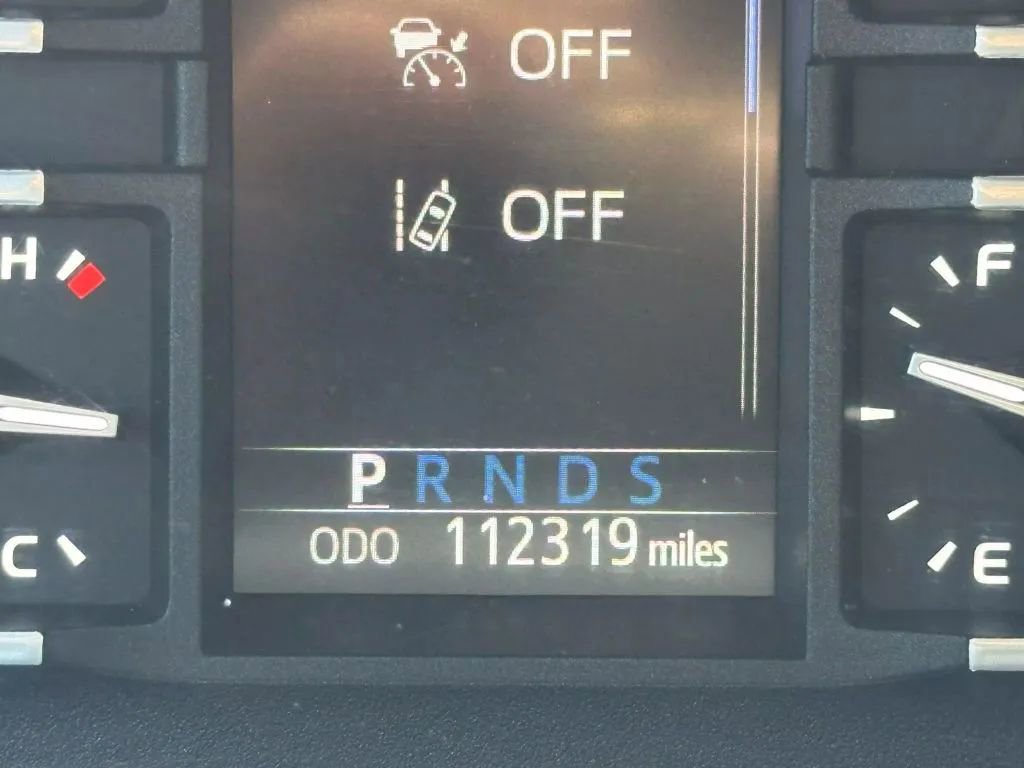 OFF
OFF
H
F
P R N D S
C
E
ODO 112319 miles